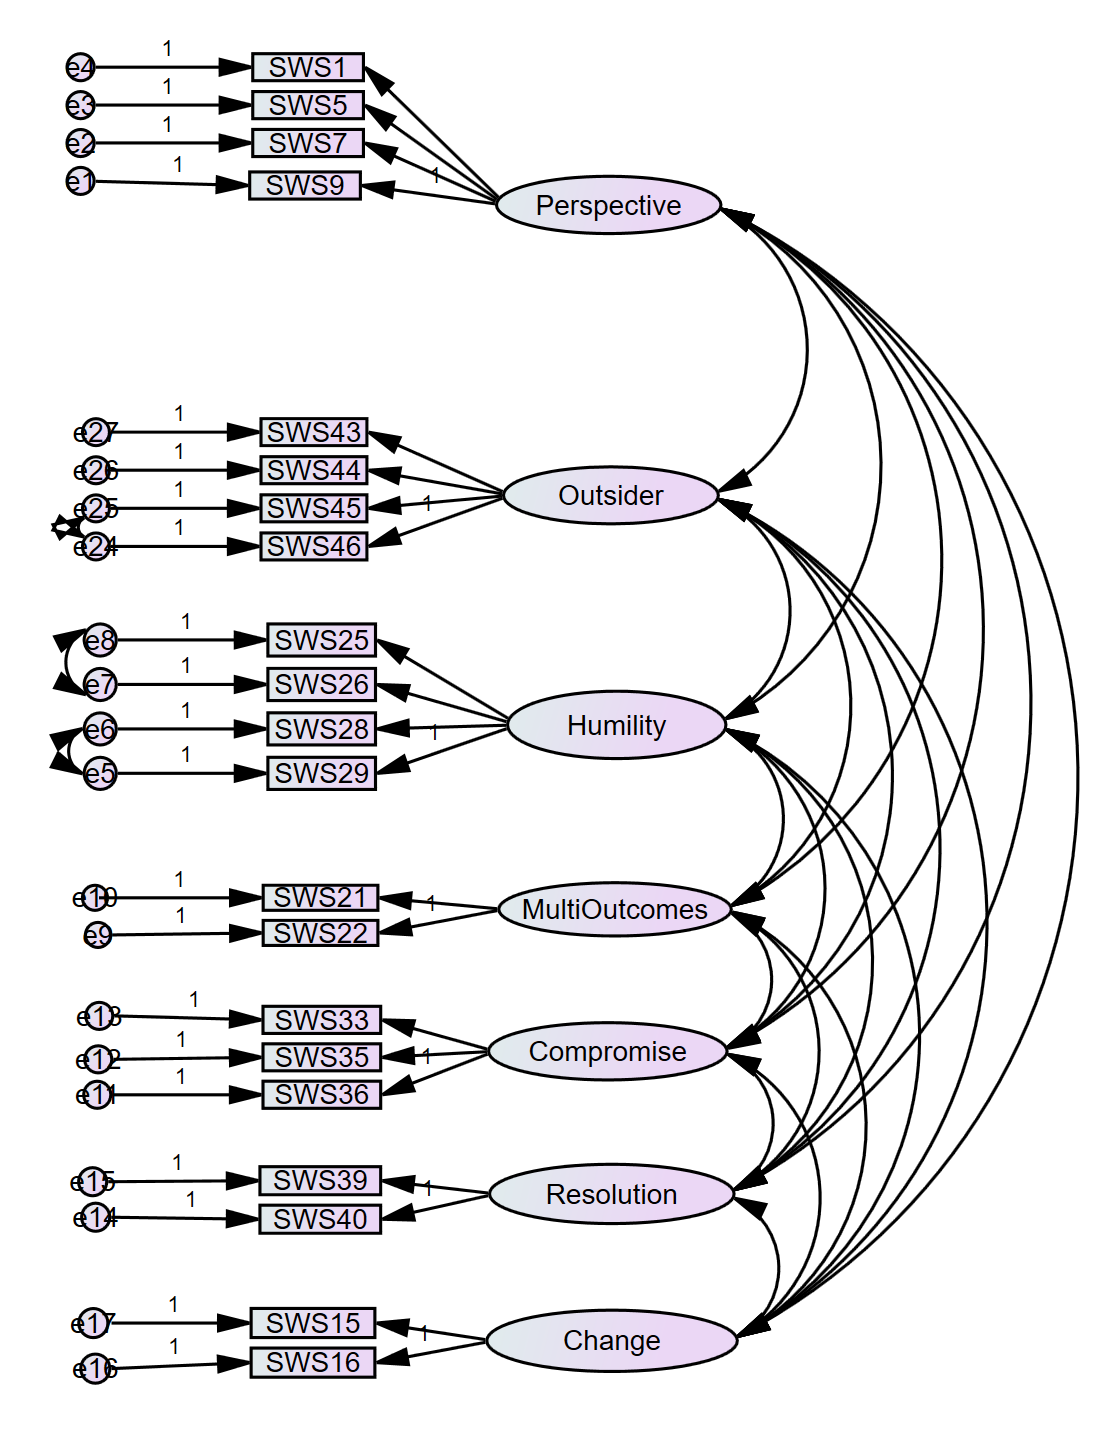 e4 1 SWS1
e3 1 SWS5
e2 1 SWS7
e1 1 SWS9
1
Perspective
e27 1 SWS43
e26 1 SWS44
e25 1 SWS45
e24 1 SWS46
1
Outsider
e8 1 SWS25
e7 1 SWS26
e6 1 SWS28
e5 1 SWS29
1
Humility
e10 1 SWS21
e9 1 SWS22
1
MultiOutcomes
e13 1 SWS33
e12 1 SWS35
e11 1 SWS36
1
Compromise
e15 1 SWS39
e14 1 SWS40
1
Resolution
e17 1 SWS15
e16 1 SWS16
1
Change